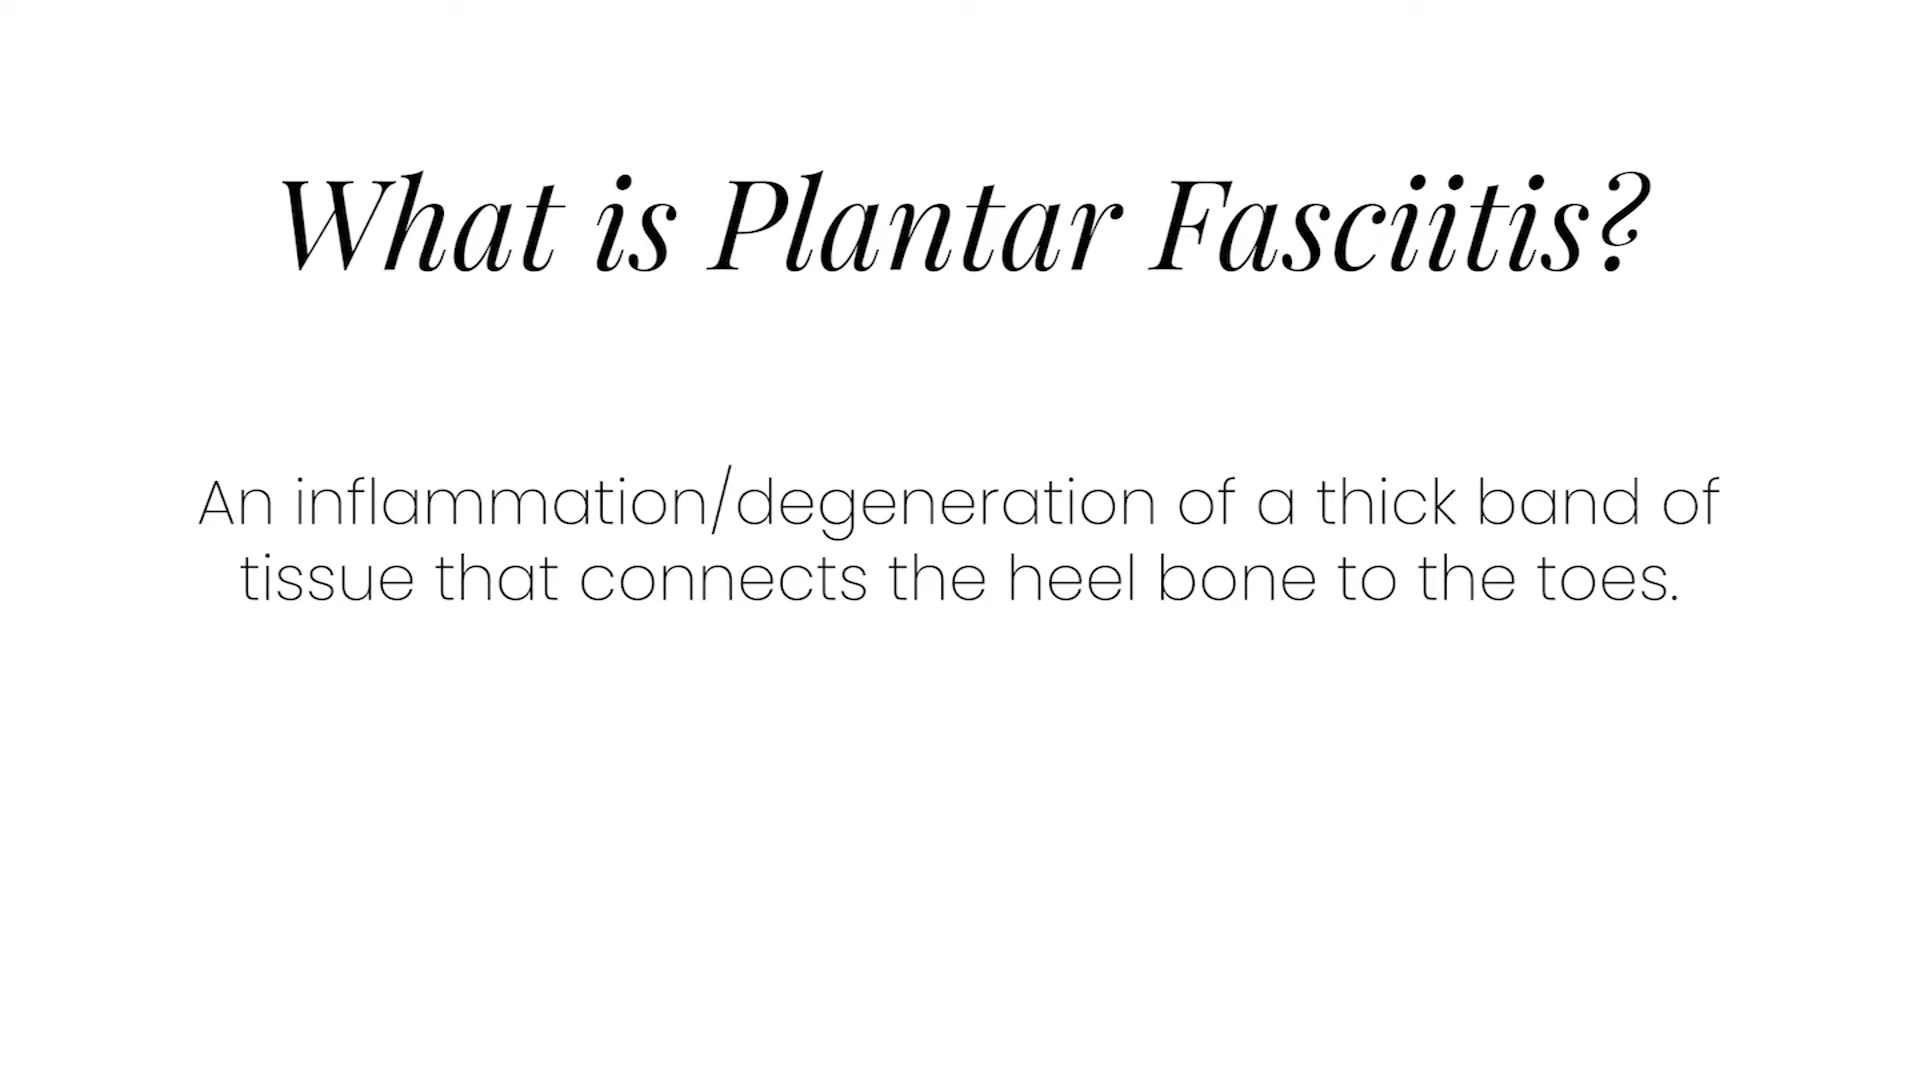 What is Plantar Fasciitis?
An inflammation/degeneration of a thick band of
tissue that connects the heel bone to the toes.